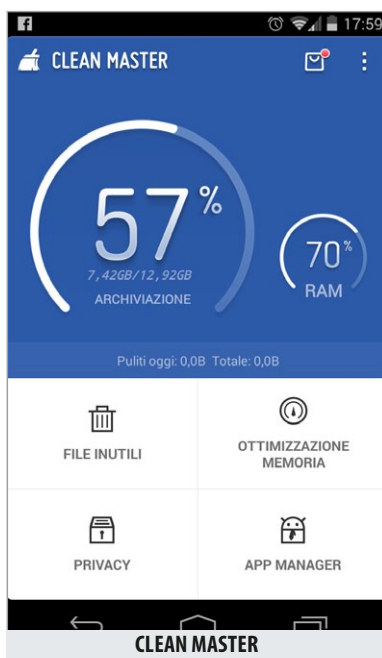 17:59
CLEAN MASTER
57%
7,42GB/12,92GB
ARCHIVIAZIONE
70%
RAM
Puliti oggi: 0,0B Totale: 0,0B
FILE INUTILI
OTTIMIZZAZIONE
MEMORIA
PRIVACY
APP MANAGER
CLEAN MASTER